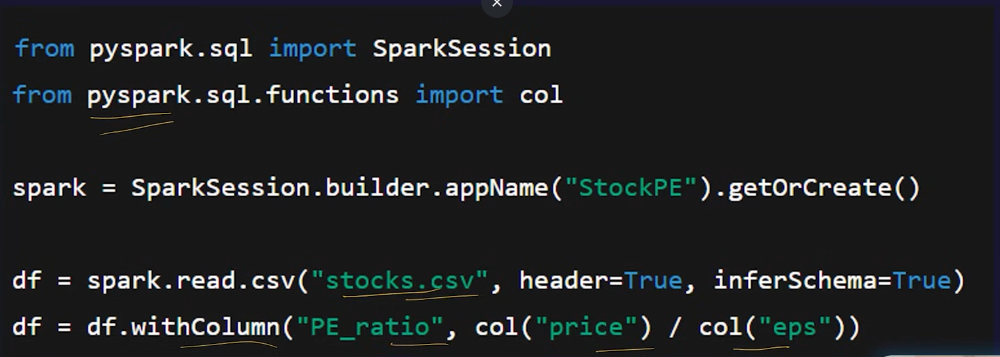 from pyspark.sql import SparkSession
from pyspark.sql.functions import col
spark = SparkSession.builder.appName("StockPE").getOrCreate()
df = spark.read.csv("stocks.csv", header=True, inferSchema=True)
df = df.withColumn("PE_ratio", col("price") / col("eps"))